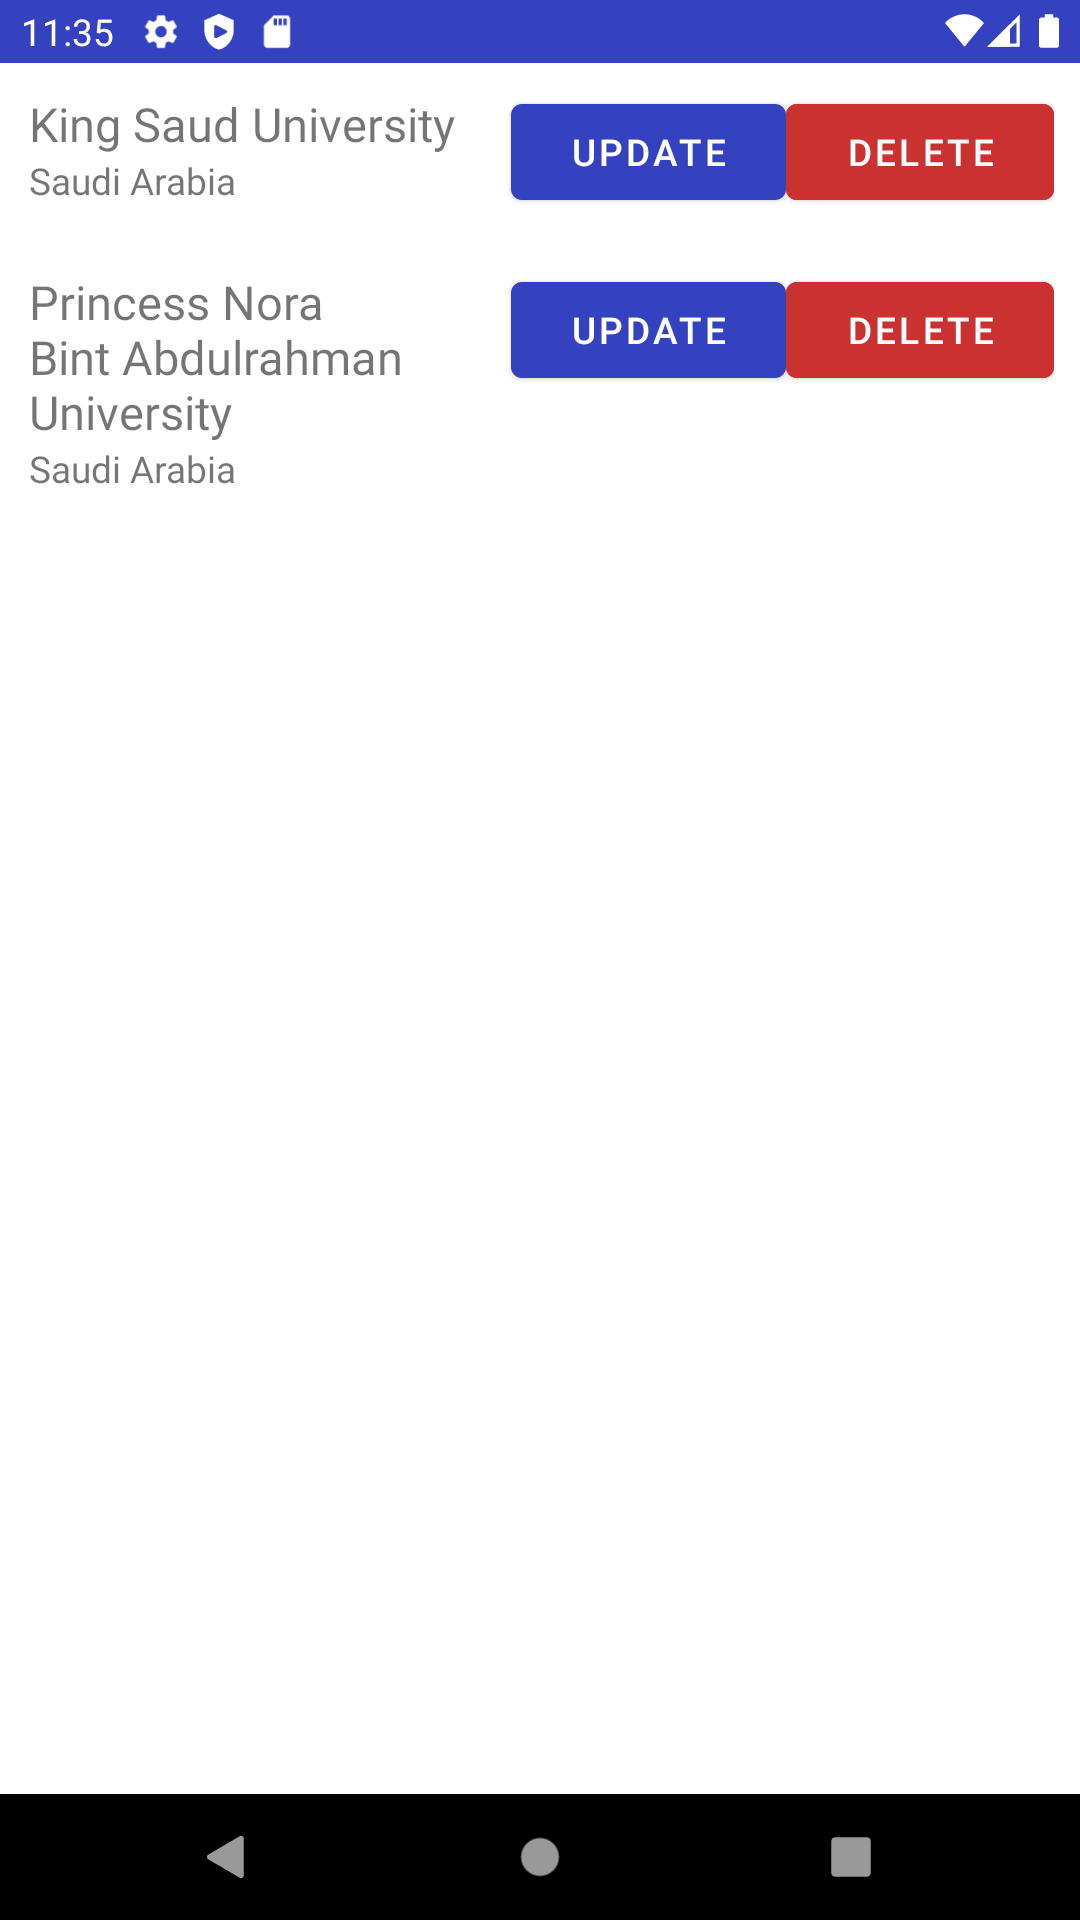 11:35
King Saud University
Saudi Arabia
UPDATE
DELETE
Princess Nora
Bint Abdulrahman
University
Saudi Arabia
UPDATE
DELETE